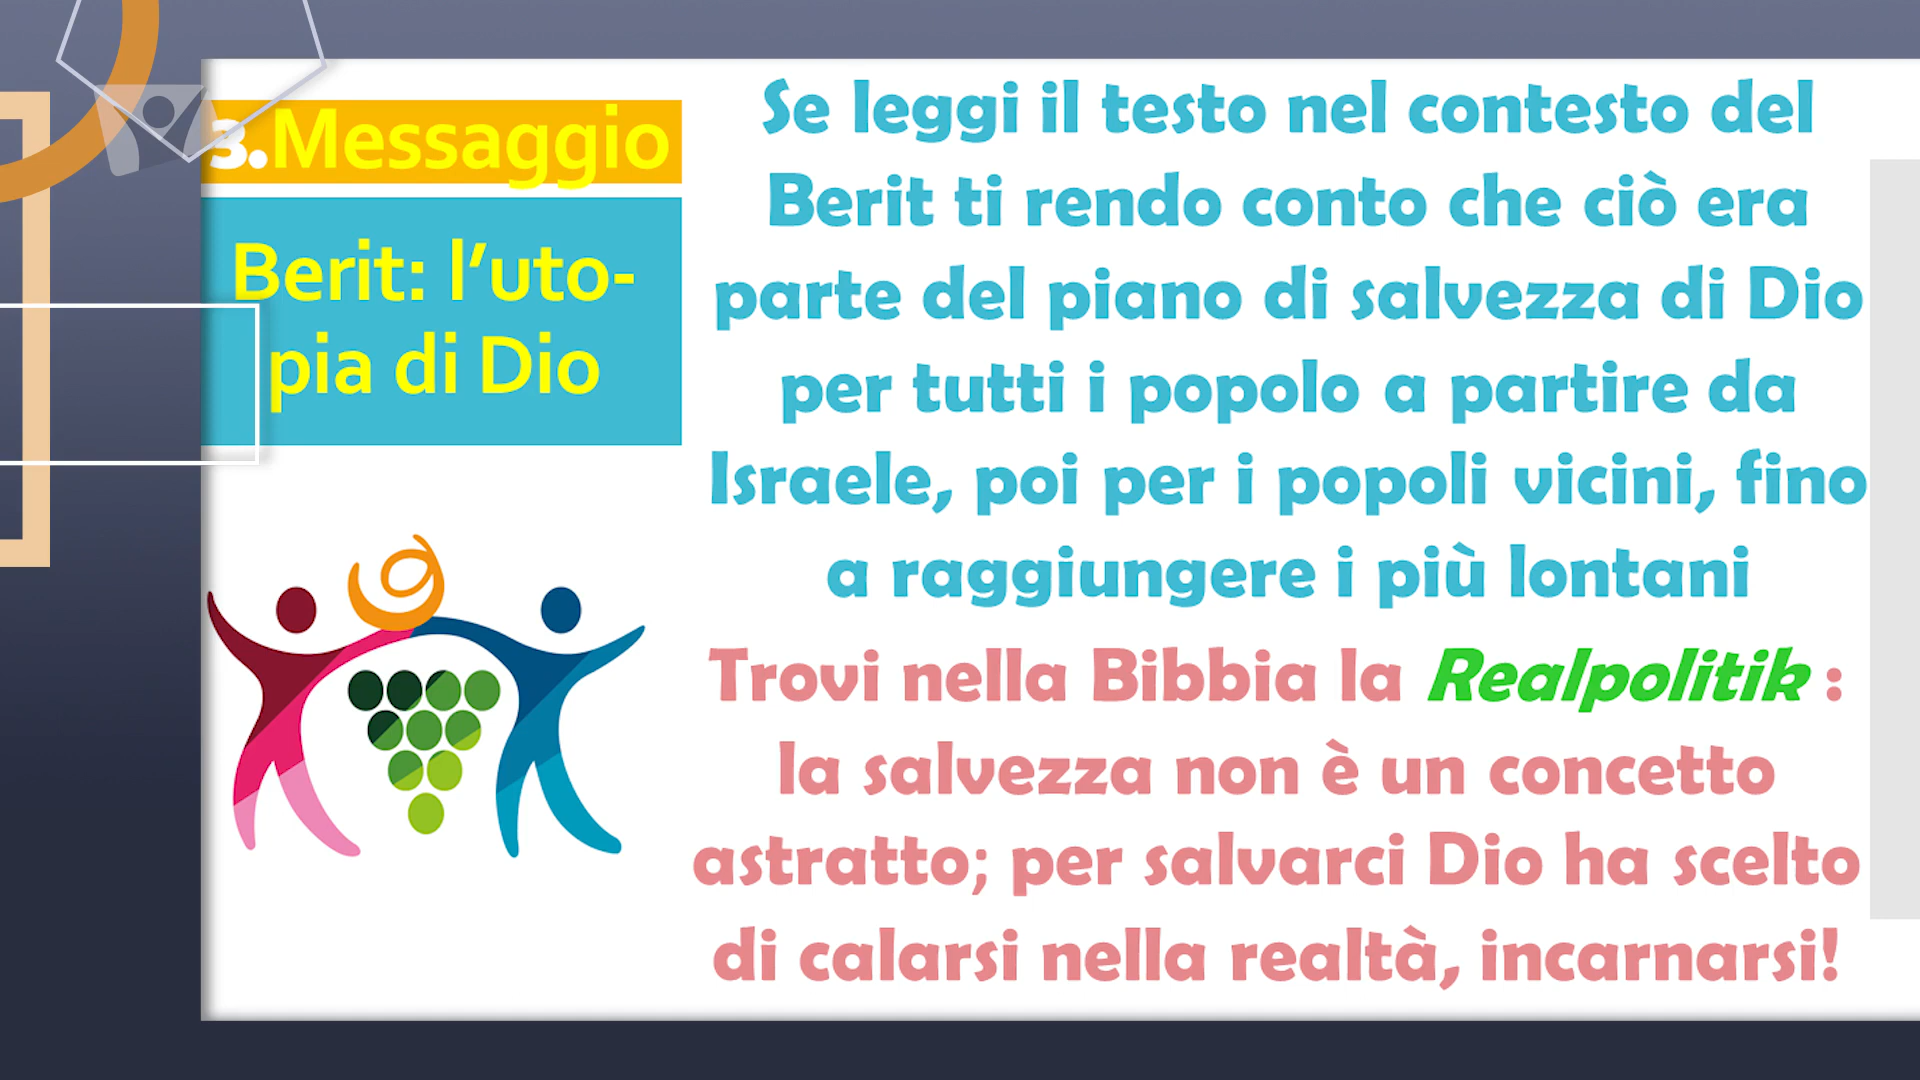 3.Messaggio
Berit: l'uto-
pia di Dio
Se leggi il testo nel contesto del
Berit ti rendo conto che ciò era
parte del piano di salvezza di Dio
per tutti i popolo a partire da
Israele, poi per i popoli vicini, fino
a raggiungere i più lontani
Trovi nella Bibbia la Realpolitik :
la salvezza non è un concetto
astratto; per salvarci Dio ha scelto
di calarsi nella realtà, incarnarsi!